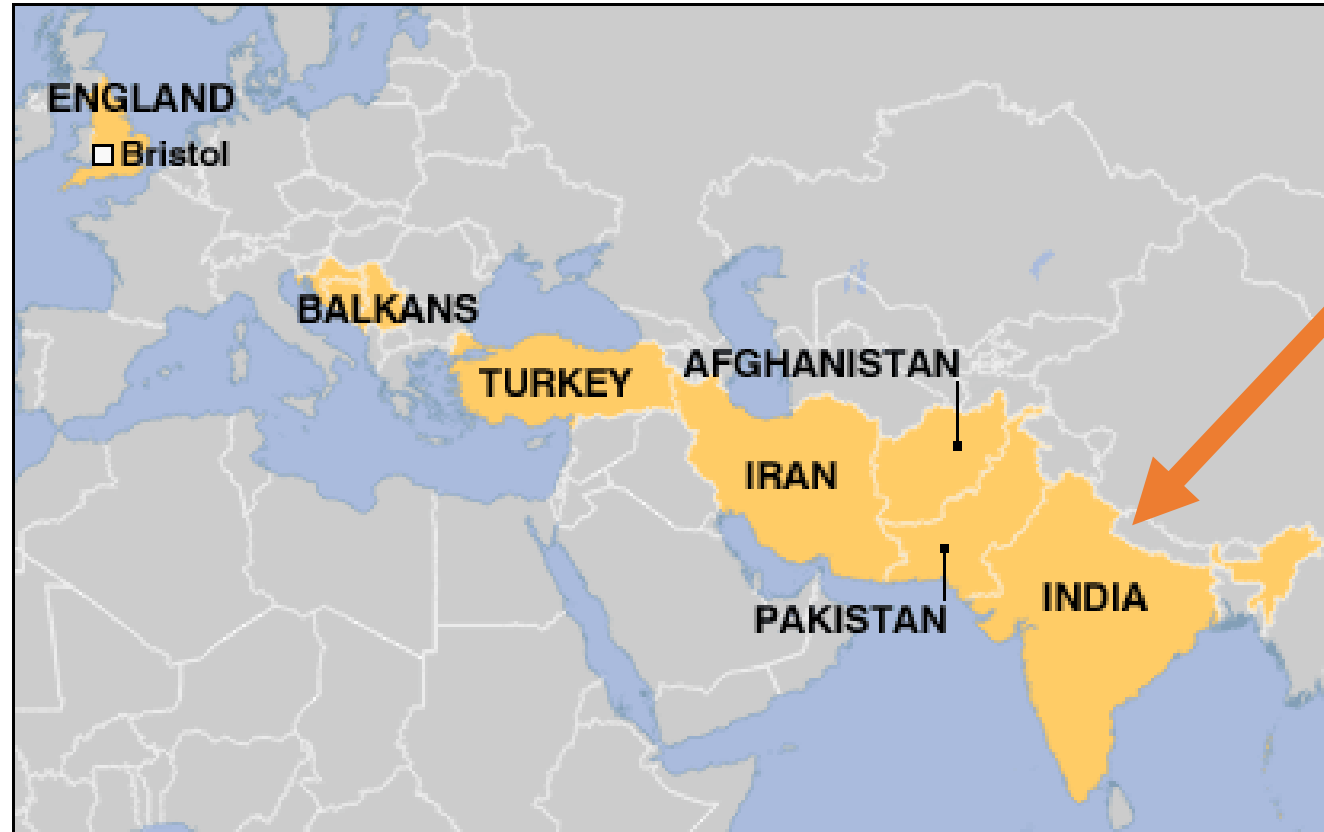 ENGLAND
Bristol
BALKANS
TURKEY
AFGHANISTAN
IRAN
PAKISTAN
INDIA